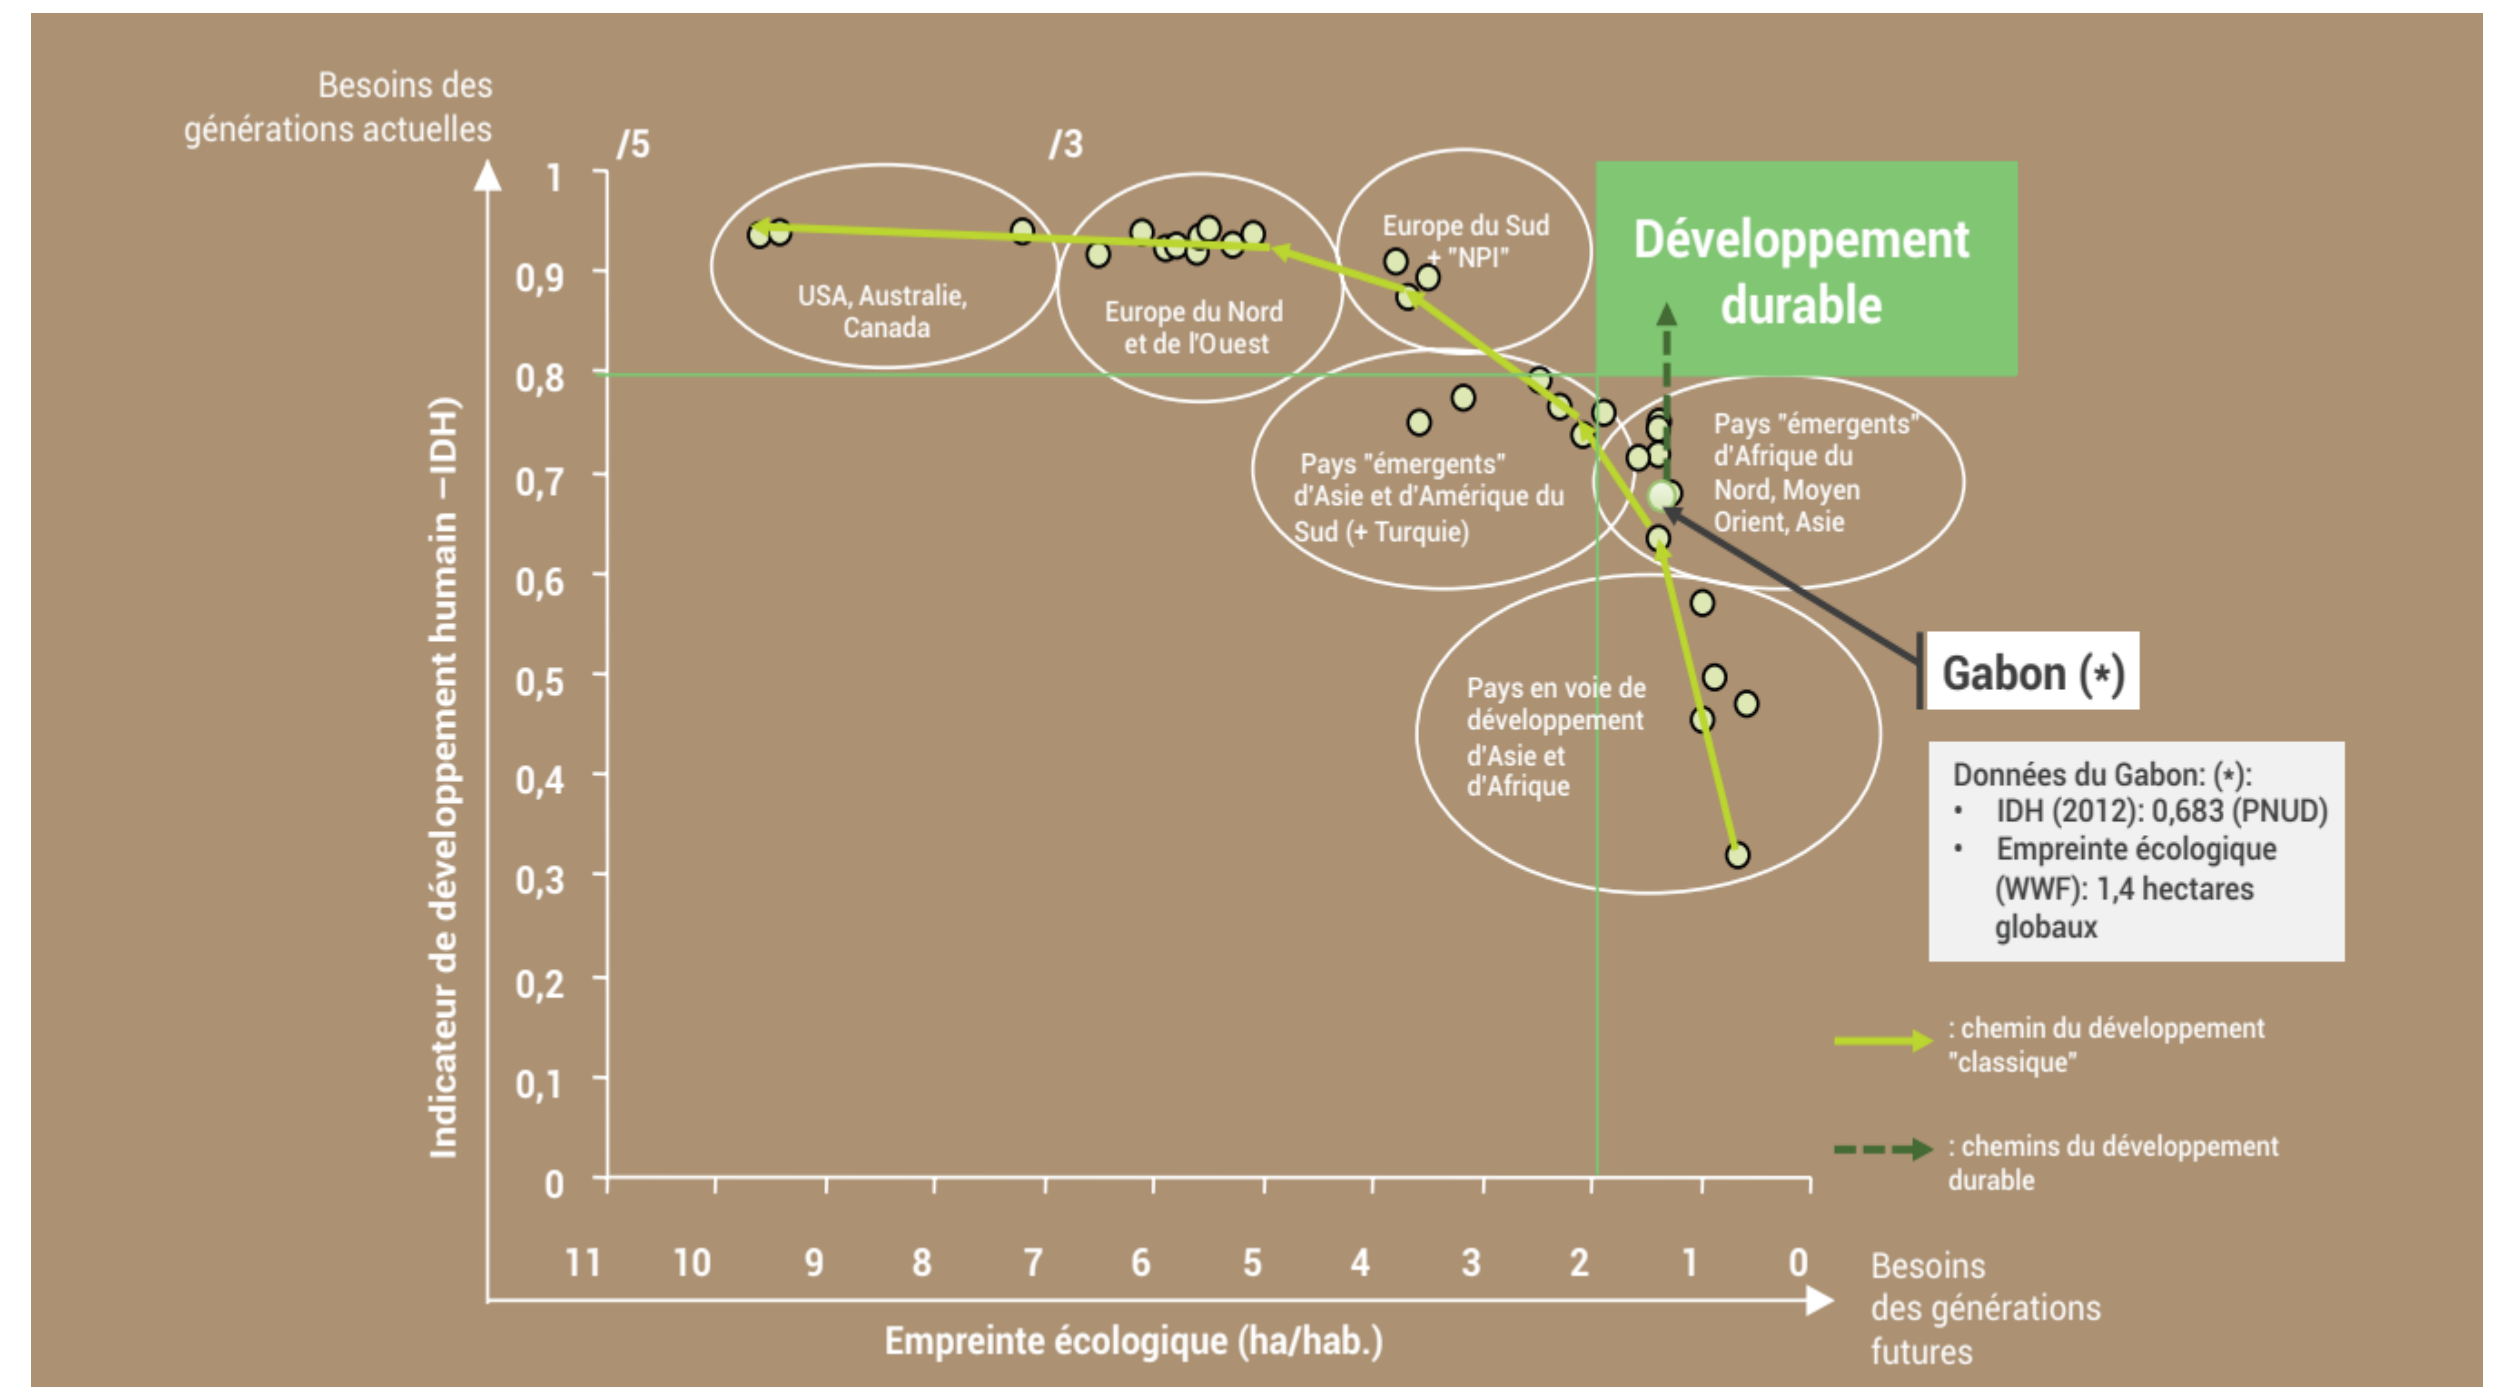 Besoins des
générations actuelles
/5
/3
1
0,9
0,8
0,7
0,6
0,5
0,4
0,3
0,2
0,1
0
Indicateur de développement humain –IDH)
USA, Australie,
Canada
Europe du Nord
et de l'Ouest
Europe du Sud
+ "NPI"
Développement
durable
Pays "émergents"
d'Asie et d'Amérique du
Sud (+ Turquie)
Pays "émergents"
d'Afrique du
Nord, Moyen
Orient, Asie
Pays en voie de
développement
d'Asie et
d'Afrique
Gabon (*)
Données du Gabon: (*):
• IDH (2012): 0,683 (PNUD)
• Empreinte écologique
(WWF): 1,4 hectares
globaux
: chemin du développement
"classique"
: chemins du développement
durable
11 10 9 8 7 6 5 4 3 2 1 0
Empreinte écologique (ha/hab.)
Besoins
des générations
futures